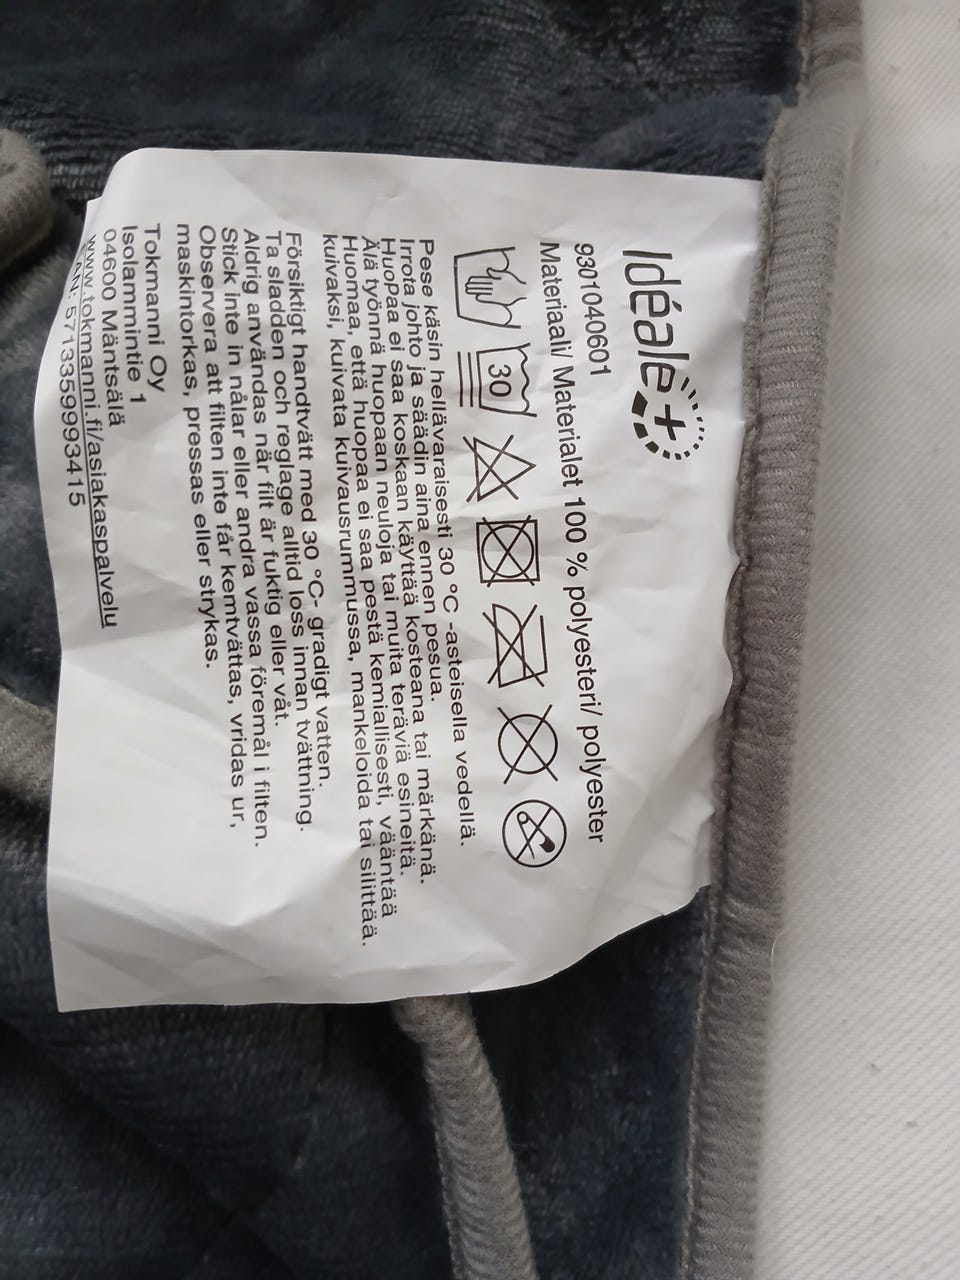 Idéale+
9301040601
Materiaali/ Materialet 100 % polyesteri/ polyester
30
Pese käsin hellävaraisesti 30 ºC -asteisella vedellä.
Irrota johto ja säädin aina ennen pesua.
Huopaa ei saa koskaan käyttää kosteana tai märkänä.
Älä työnnä huopaan neuloja tai muita teräviä esineitä.
Huomaa, että huopaa ei saa pestä kemiallisesti, vääntää
kuivaksi, kuivata kuivausrummussa, mankeloida tai silittää.
Försiktigt handtvätt med 30 °C- gradigt vatten.
Ta sladden och reglage alltid loss innan tvättning.
Aldrig användas när filt är fuktig eller våt.
Stick inte in nålar eller andra vassa föremål i filten.
Observera att filten inte får kemtvättas, vridas ur,
maskintorkas, pressas eller strykas.
Tokmanni Oy
Isolammintie 1
04600 Mäntsälä
www.tokmanni.fi/asiakaspalvelu
EAN: 5713359993415